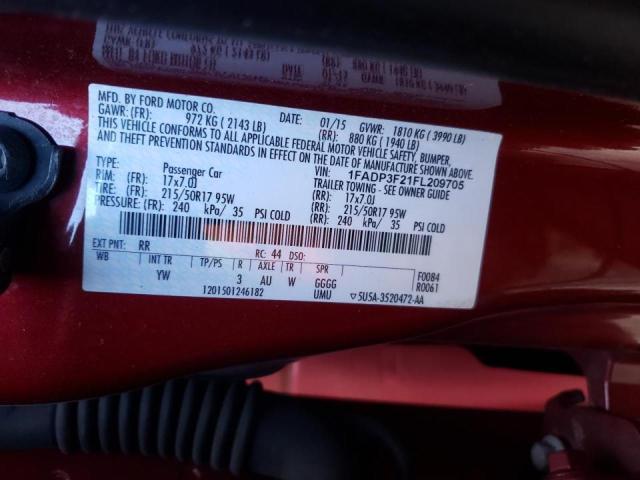 MFD. BY FORD MOTOR CO.
DATE: 01/15 GVWR: 1810 KG ( 3990 LB)
GAWR: (FR): 972 KG ( 2143 LB) (RR): 880 KG ( 1940 LB)
THIS VEHICLE CONFORMS TO ALL APPLICABLE FEDERAL MOTOR VEHICLE SAFETY, BUMPER,
AND THEFT PREVENTION STANDARDS IN EFFECT ON THE DATE OF MANUFACTURE SHOWN ABOVE.
VIN: 1FADP3F21FL209705
TYPE: Passenger Car TRAILER TOWING - SEE OWNER GUIDE
RIM: (FR): 17x7.0J (RR): 17x7.0J
TIRE: (FR): 215/50R17 95W (RR): 215/50R17 95W
PRESSURE: (FR): 240 kPa/ 35 PSI COLD (RR): 240 kPa/ 35 PSI COLD
EXT PNT: RR RC: 44 DSO:
WB INT TR TP/PS R AXLE TR SPR F0084
YW 3 AU W GGGG R0061
1201501246182 UMU ▽5U5A-3520472-AA